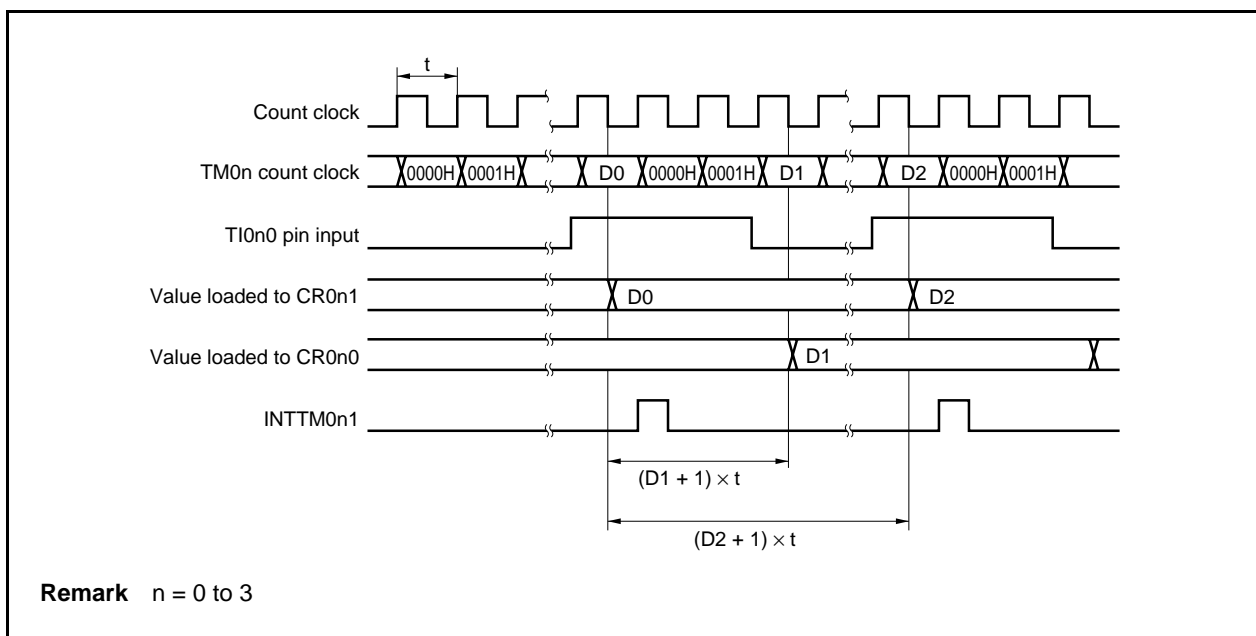 t
Count clock
TM0n count clock 0000H 0001H D0 0000H 0001H D1 D2 0000H 0001H
TI0n0 pin input
Value loaded to CR0n1 D0 D2
Value loaded to CR0n0 D1
INTTM0n1
(D1 + 1) × t
(D2 + 1) × t
Remark n = 0 to 3